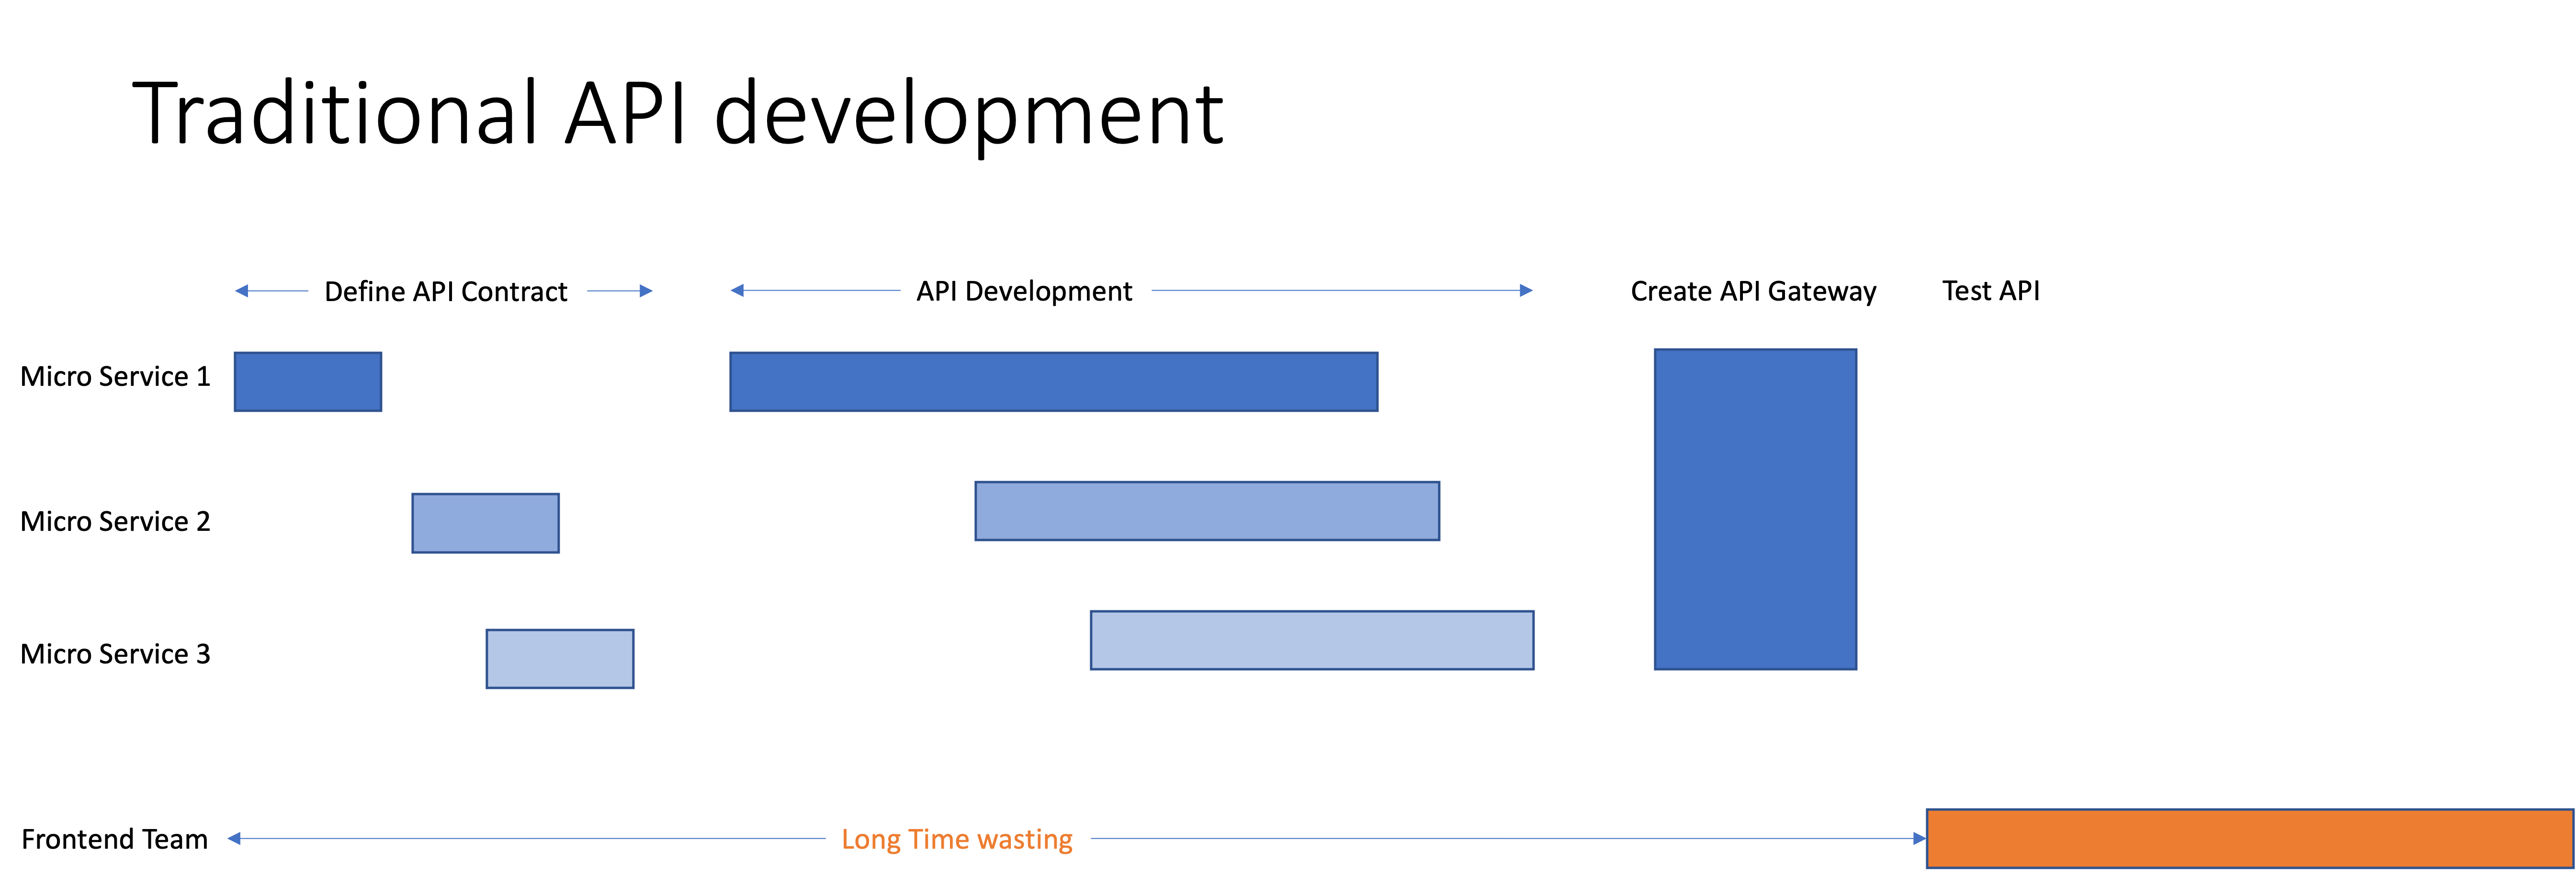 Traditional API development
Define API Contract
API Development
Create API Gateway
Test API
Micro Service 1
Micro Service 2
Micro Service 3
Frontend Team
Long Time wasting